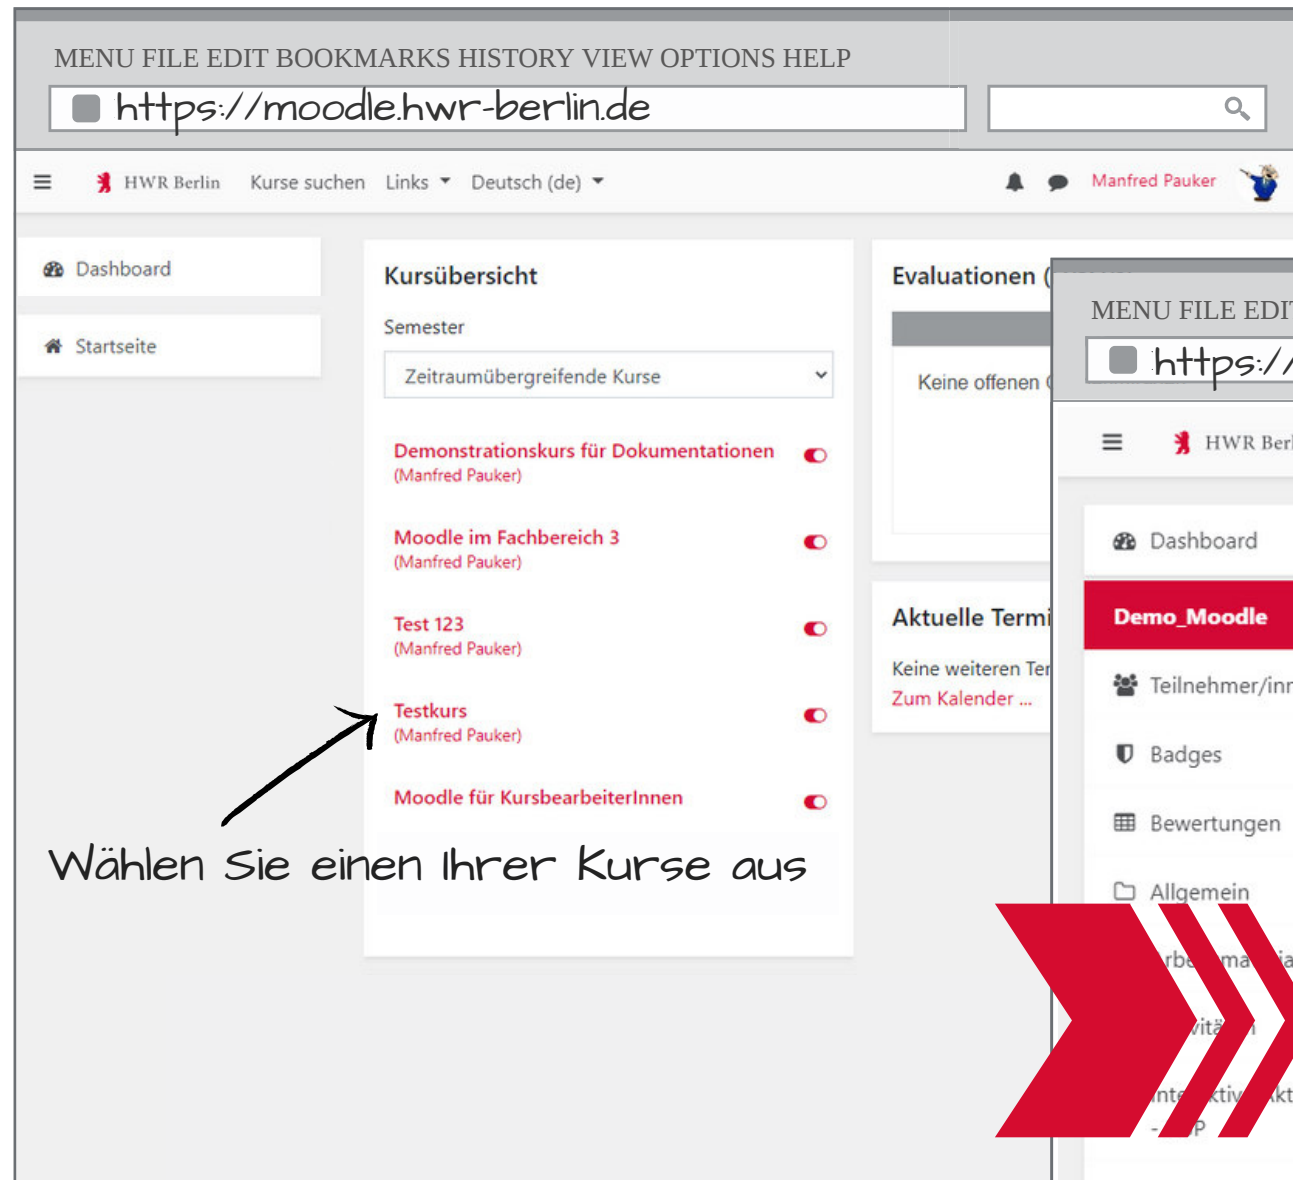 MENU FILE EDIT BOOKMARKS HISTORY VIEW OPTIONS HELP
https://moodle.hwr-berlin.de
HWR Berlin Kurse suchen Links Deutsch (de) Manfred Pauker
Dashboard
Startseite
Kursübersicht
Semester
Zeitraumübergreifende Kurse
Demonstrationskurs für Dokumentationen
(Manfred Pauker)
Moodle im Fachbereich 3
(Manfred Pauker)
Test 123
(Manfred Pauker)
Testkurs
(Manfred Pauker)
Moodle für KursbearbeiterInnen
Wählen Sie einen Ihrer Kurse aus
Evaluationen (
Keine offenen
Aktuelle Termi
Keine weiteren Ter
Zum Kalender ...
MENU FILE EDIT
https://
HWR Berl
Dashboard
Demo_Moodle
Teilnehmer/inn
Badges
Bewertungen
Allgemein